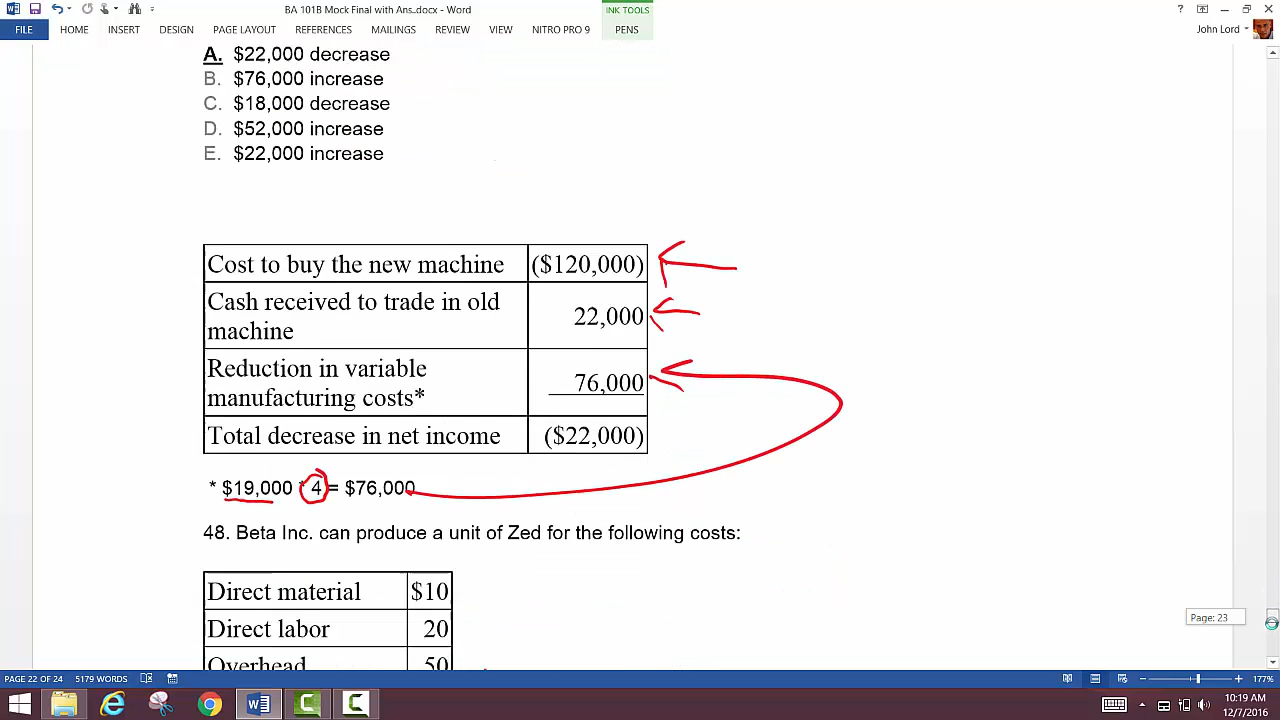 BA 101B Mock Final with Ans..docx - Word
INK TOOLS
?
FILE HOME INSERT DESIGN PAGE LAYOUT REFERENCES MAILINGS REVIEW VIEW NITRO PRO 9 PENS John Lord
A. $22,000 decrease
B. $76,000 increase
C. $18,000 decrease
D. $52,000 increase
E. $22,000 increase
Cost to buy the new machine ($120,000)
Cash received to trade in old machine 22,000
Reduction in variable manufacturing costs* 76,000
Total decrease in net income ($22,000)
* $19,000 * 4 = $76,000
48. Beta Inc. can produce a unit of Zed for the following costs:
Direct material $10
Direct labor 20
Overhead 50
Page: 23
PAGE 22 OF 24 5179 WORDS 177%
10:19 AM
12/7/2016